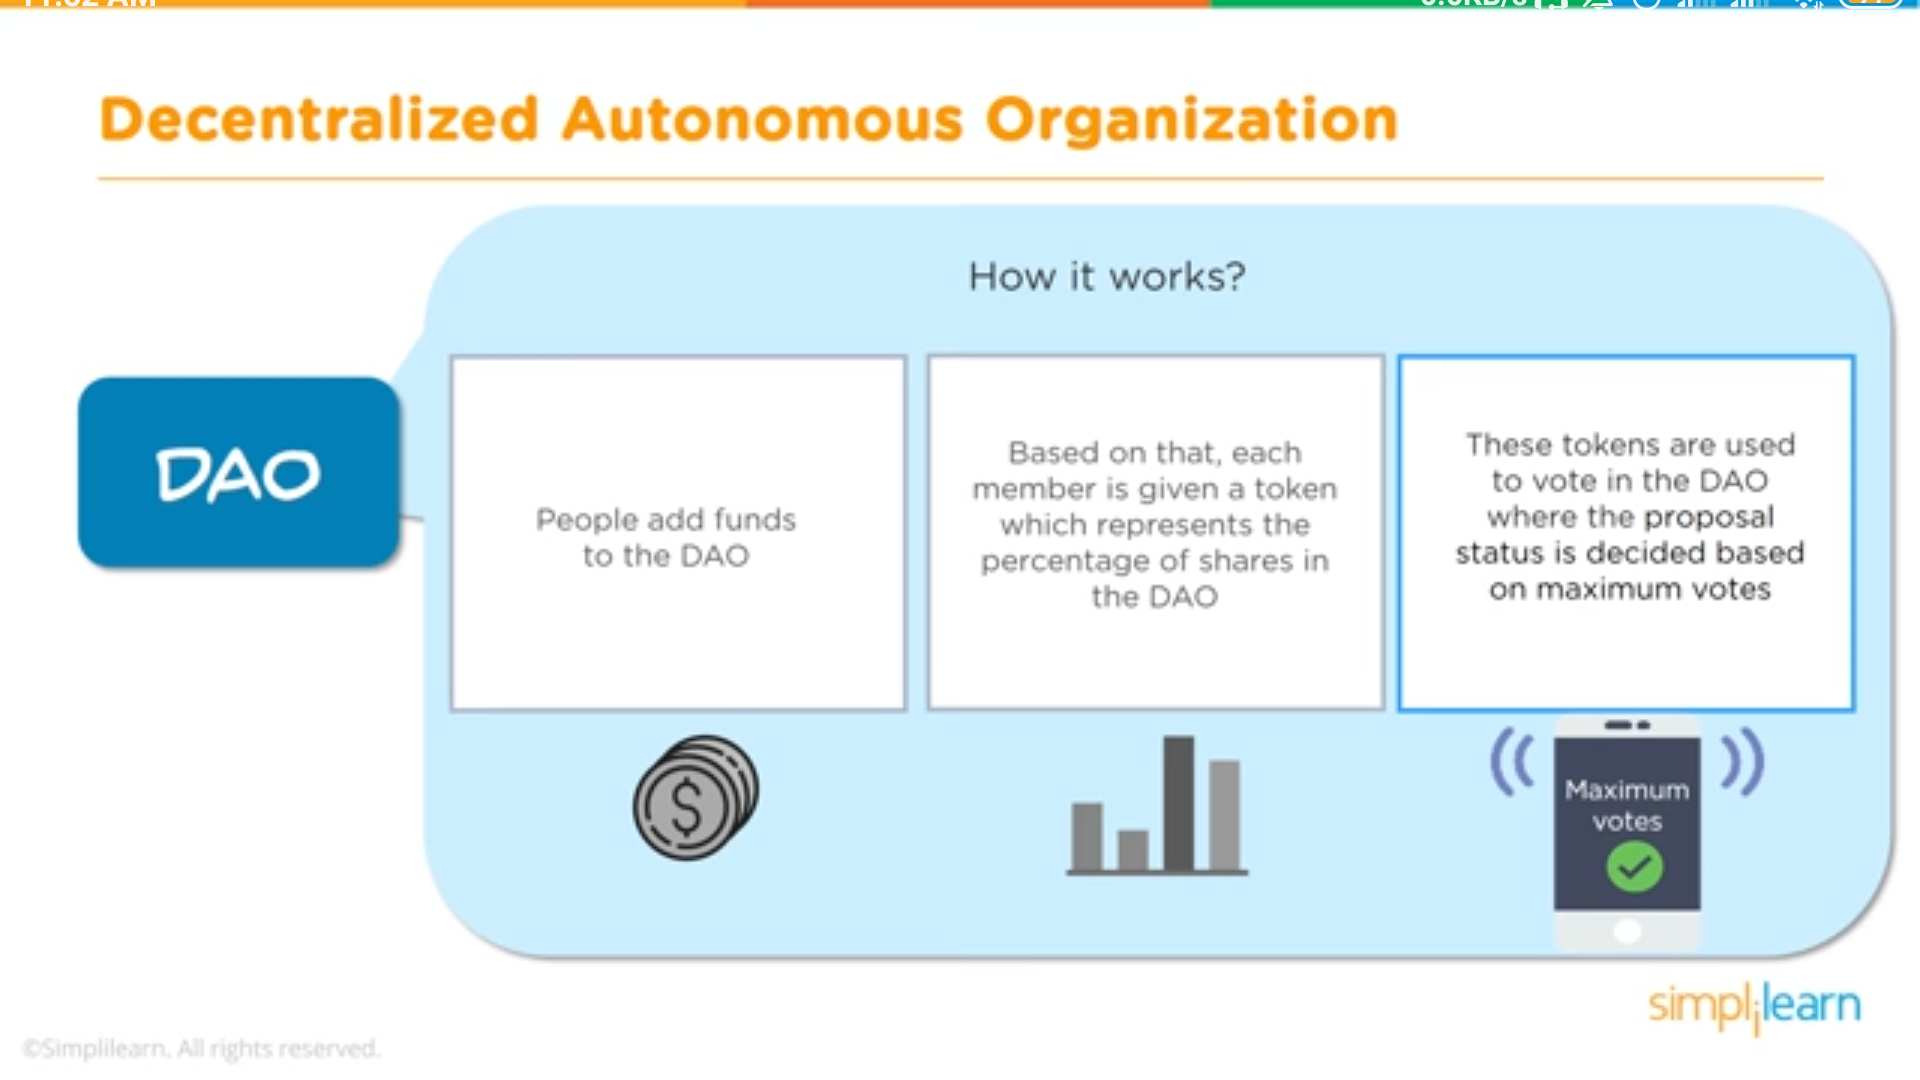 Decentralized Autonomous Organization
How it works?
DAO
People add funds
to the DAO
Based on that, each
member is given a token
which represents the
percentage of shares in
the DAO
These tokens are used
to vote in the DAO
where the proposal
status is decided based
on maximum votes
Maximum
votes
simplilearn
©Simplilearn. All rights reserved.